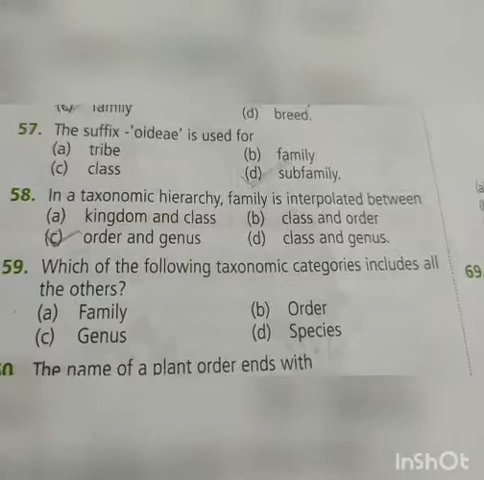 family
(d) breed.
57. The suffix -'oideae' is used for
(a) tribe (b) family
(c) class (d) subfamily.
58. In a taxonomic hierarchy, family is interpolated between
(a) kingdom and class (b) class and order
(c) order and genus (d) class and genus.
59. Which of the following taxonomic categories includes all
the others?
(a) Family (b) Order
(c) Genus (d) Species
The name of a plant order ends with
69
InShOt